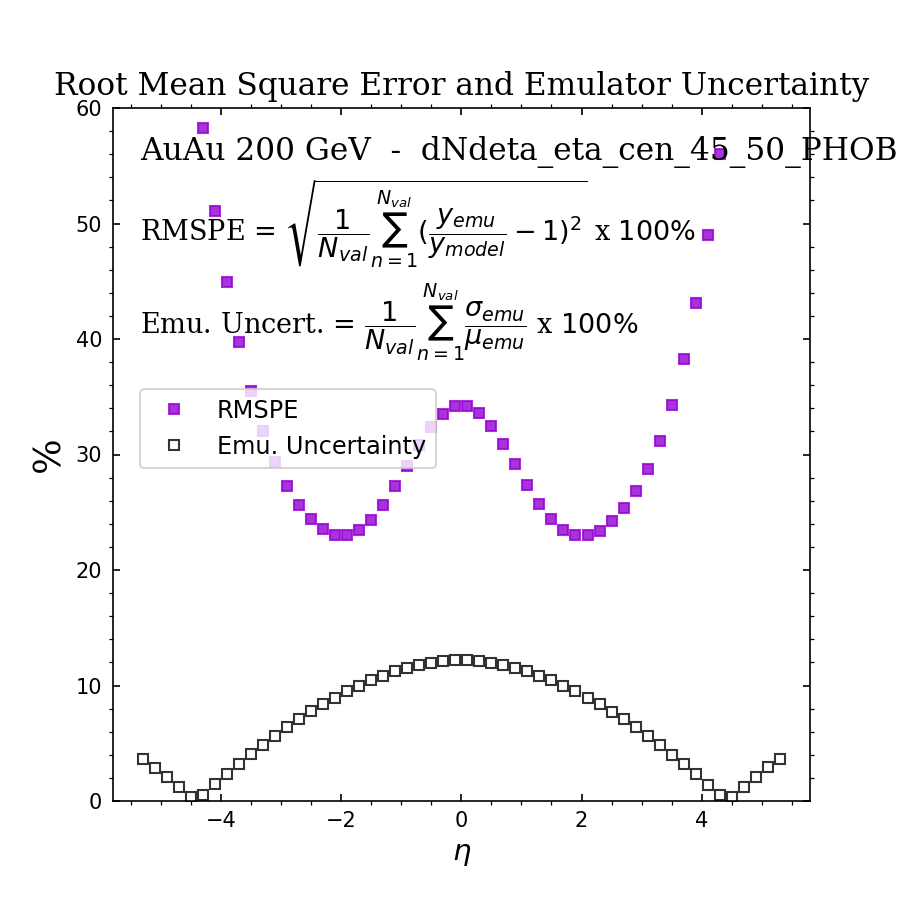 Root Mean Square Error and Emulator Uncertainty
60
AuAu 200 GeV - dNdeta_eta_cen_45_50_PHOB
50
RMSPE = √(1/N_val ∑_{n=1}^{N_val} (y_emu/y_model − 1)²) x 100%
Emu. Uncert. = 1/N_val ∑_{n=1}^{N_val} σ_emu/μ_emu x 100%
40
RMSPE
Emu. Uncertainty
%
30
20
10
0
−4 −2 0 2 4
η